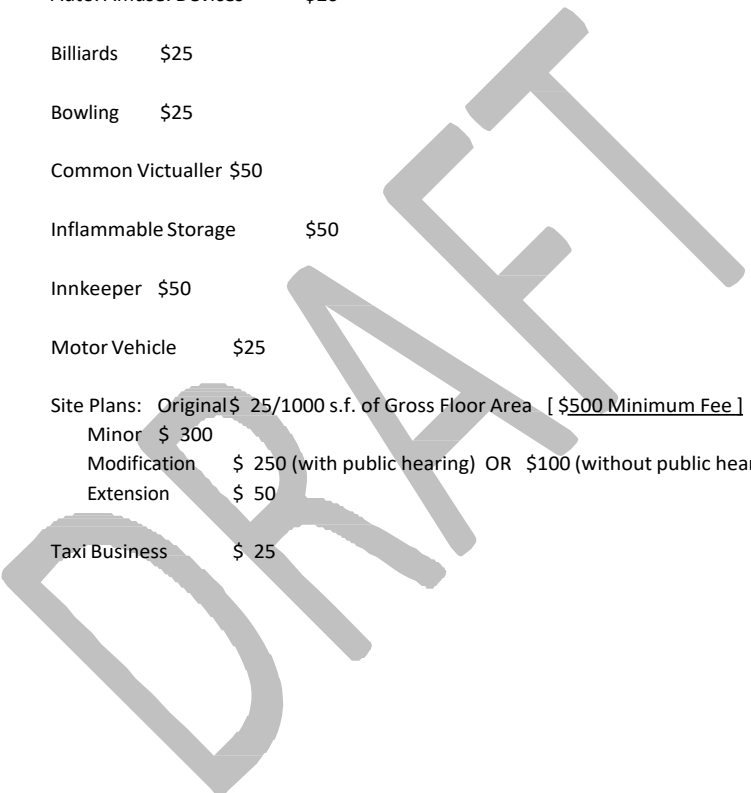 Billiards $25
Bowling $25
Common Victualler $50
Inflammable Storage $50
Innkeeper $50
Motor Vehicle $25
Site Plans: Original $ 25/1000 s.f. of Gross Floor Area [ $500 Minimum Fee ]
Minor $ 300
Modification $ 250 (with public hearing) OR $100 (without public
Extension $ 50
Taxi Business $ 25
DRAFT